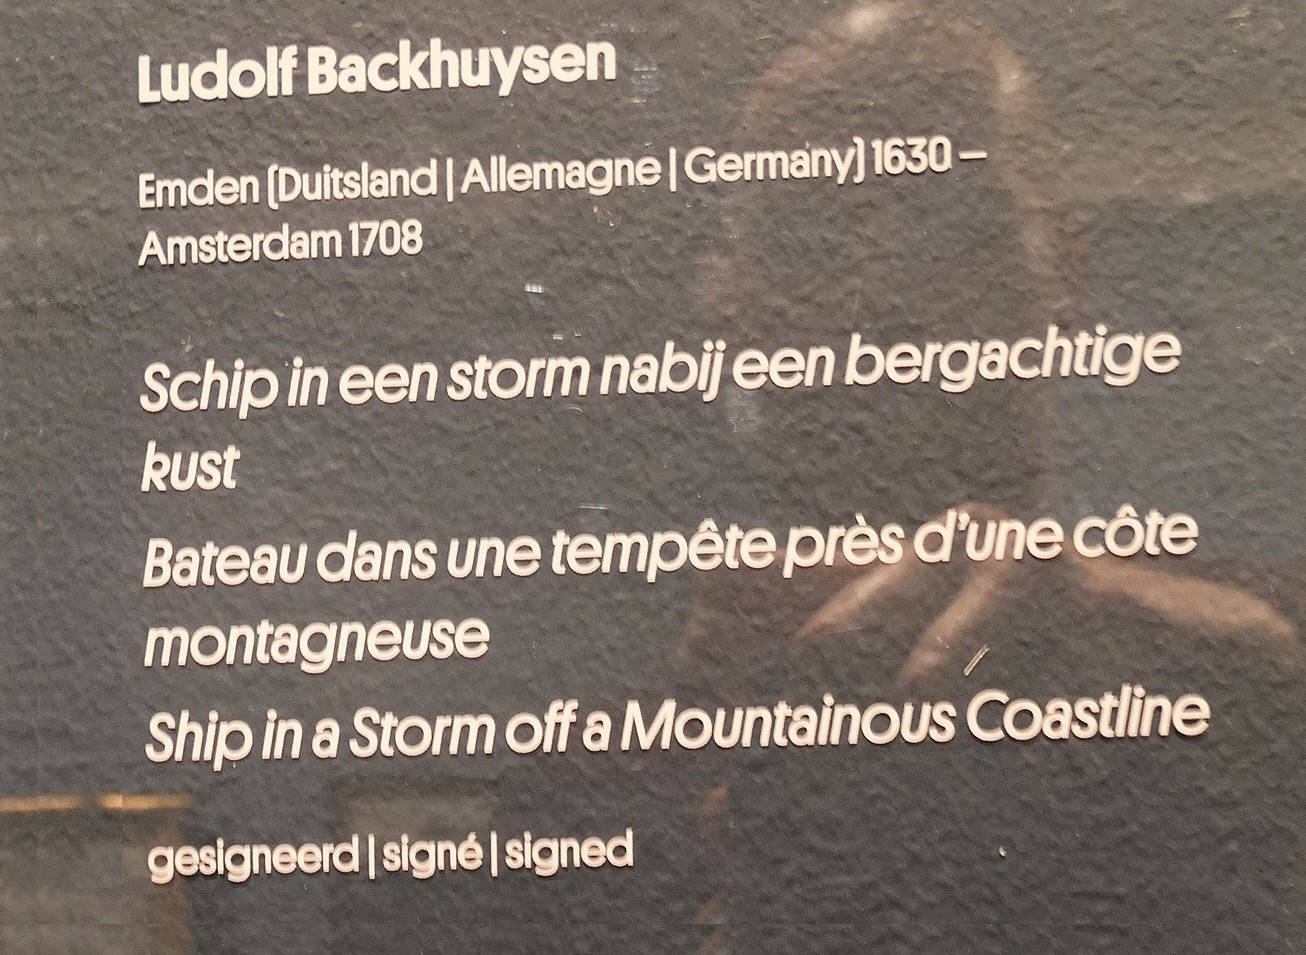 Ludolf Backhuysen
Emden (Duitsland | Allemagne | Germany) 1630 –
Amsterdam 1708
Schip in een storm nabij een bergachtige
kust
Bateau dans une tempête près d'une côte
montagneuse
Ship in a Storm off a Mountainous Coastline
gesigneerd | signé | signed